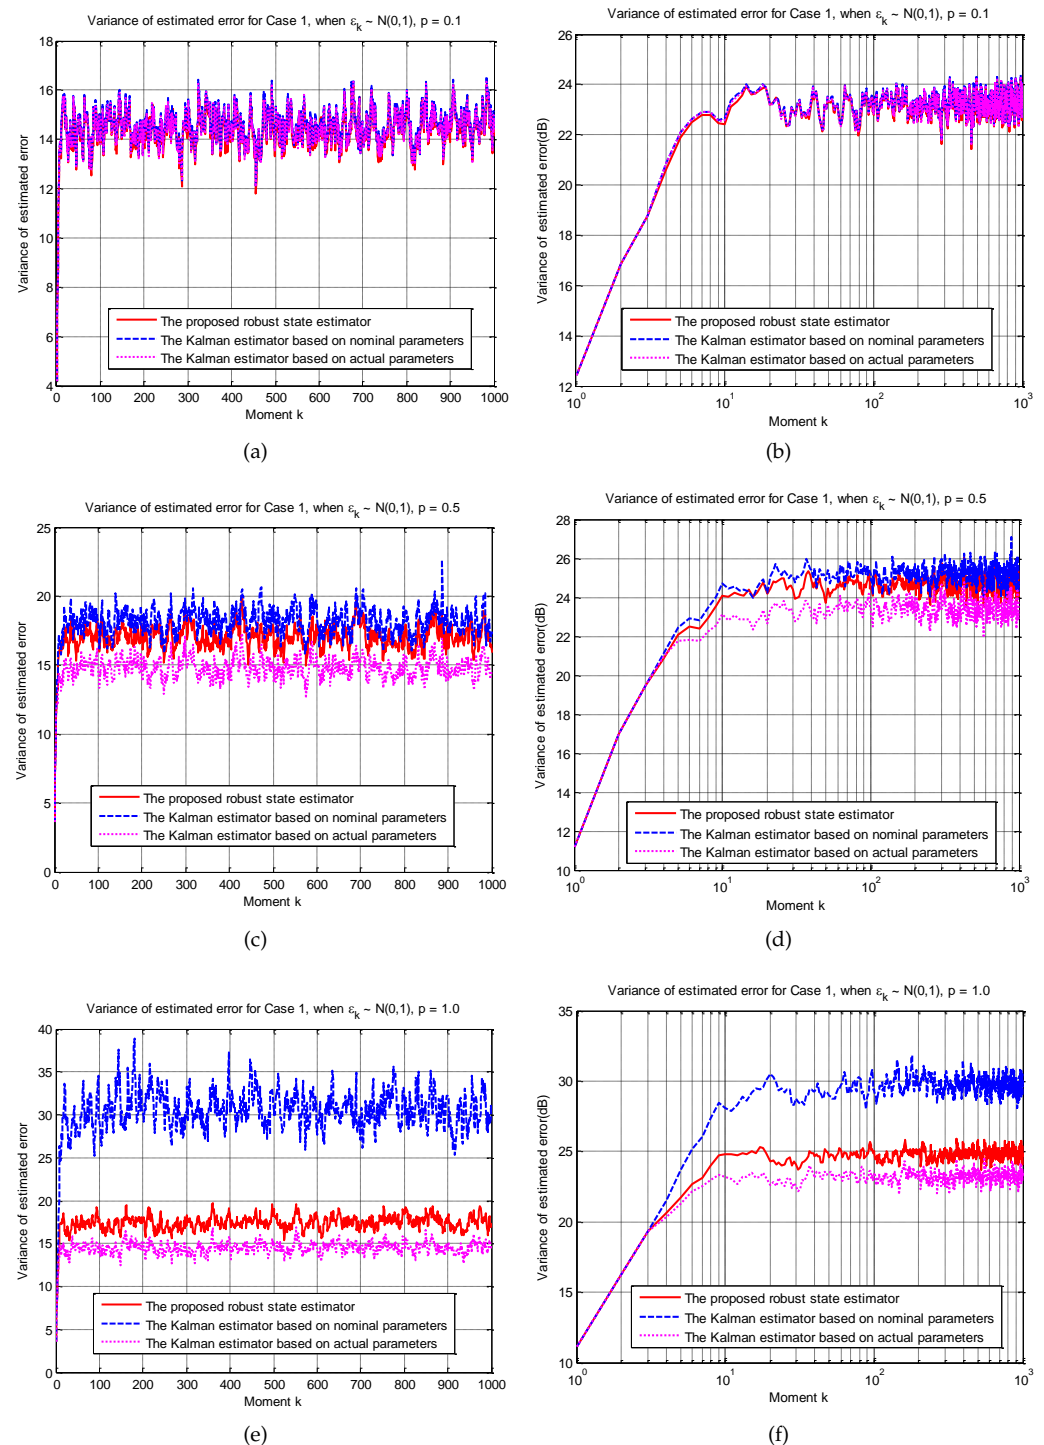 Variance of estimated error for Case 1, when ε_k ~ N(0,1), p = 0.1
Variance of estimated error
18
16
14
12
10
8
6
4
0 100 200 300 400 500 600 700 800 900 1000
Moment k
The proposed robust state estimator
The Kalman estimator based on nominal parameters
The Kalman estimator based on actual parameters
(a)
Variance of estimated error for Case 1, when ε_k ~ N(0,1), p = 0.1
Variance of estimated error(dB)
26
24
22
20
18
16
14
12
10^0 10^1 10^2 10^3
Moment k
The proposed robust state estimator
The Kalman estimator based on nominal parameters
The Kalman estimator based on actual parameters
(b)
Variance of estimated error for Case 1, when ε_k ~ N(0,1), p = 0.5
Variance of estimated error
25
20
15
10
5
0
0 100 200 300 400 500 600 700 800 900 1000
Moment k
The proposed robust state estimator
The Kalman estimator based on nominal parameters
The Kalman estimator based on actual parameters
(c)
Variance of estimated error for Case 1, when ε_k ~ N(0,1), p = 0.5
Variance of estimated error(dB)
28
26
24
22
20
18
16
14
12
10
10^0 10^1 10^2 10^3
Moment k
The proposed robust state estimator
The Kalman estimator based on nominal parameters
The Kalman estimator based on actual parameters
(d)
Variance of estimated error for Case 1, when ε_k ~ N(0,1), p = 1.0
Variance of estimated error
40
35
30
25
20
15
10
5
0
0 100 200 300 400 500 600 700 800 900 1000
Moment k
The proposed robust state estimator
The Kalman estimator based on nominal parameters
The Kalman estimator based on actual parameters
(e)
Variance of estimated error for Case 1, when ε_k ~ N(0,1), p = 1.0
Variance of estimated error(dB)
35
30
25
20
15
10
10^0 10^1 10^2 10^3
Moment k
The proposed robust state estimator
The Kalman estimator based on nominal parameters
The Kalman estimator based on actual parameters
(f)